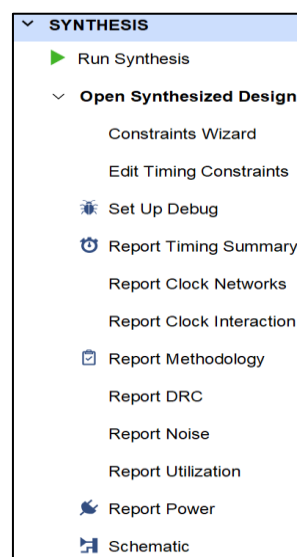 SYNTHESIS
Run Synthesis
Open Synthesized Design
Constraints Wizard
Edit Timing Constraints
Set Up Debug
Report Timing Summary
Report Clock Networks
Report Clock Interaction
Report Methodology
Report DRC
Report Noise
Report Utilization
Report Power
Schematic